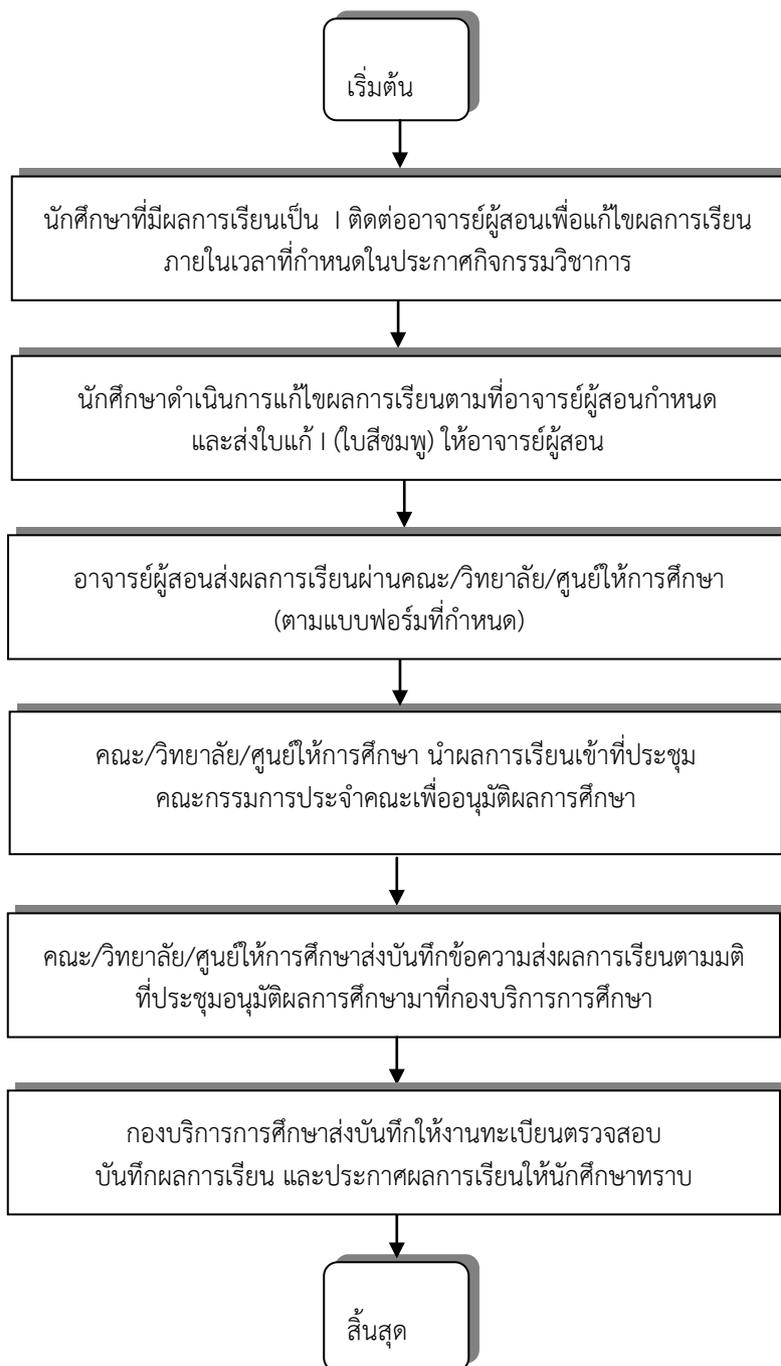 เริ่มต้น
นักศึกษาที่มีผลการเรียนเป็น I ติดต่ออาจารย์ผู้สอนเพื่อแก้ไขผลการเรียน
ภายในเวลาที่กำหนดในประกาศกิจกรรมวิชาการ
นักศึกษาดำเนินการแก้ไขผลการเรียนตามที่อาจารย์ผู้สอนกำหนด
และส่งใบแก้ I (ใบสีชมพู) ให้อาจารย์ผู้สอน
อาจารย์ผู้สอนส่งผลการเรียนผ่านคณะ/วิทยาลัย/ศูนย์ให้การศึกษา
(ตามแบบฟอร์มที่กำหนด)
คณะ/วิทยาลัย/ศูนย์ให้การศึกษา นำผลการเรียนเข้าที่ประชุม
คณะกรรมการประจำคณะเพื่ออนุมัติผลการศึกษา
คณะ/วิทยาลัย/ศูนย์ให้การศึกษาส่งบันทึกข้อความส่งผลการเรียนตามมติ
ที่ประชุมอนุมัติผลการศึกษามาที่กองบริการการศึกษา
กองบริการการศึกษาส่งบันทึกให้งานทะเบียนตรวจสอบ
บันทึกผลการเรียน และประกาศผลการเรียนให้นักศึกษาทราบ
สิ้นสุด